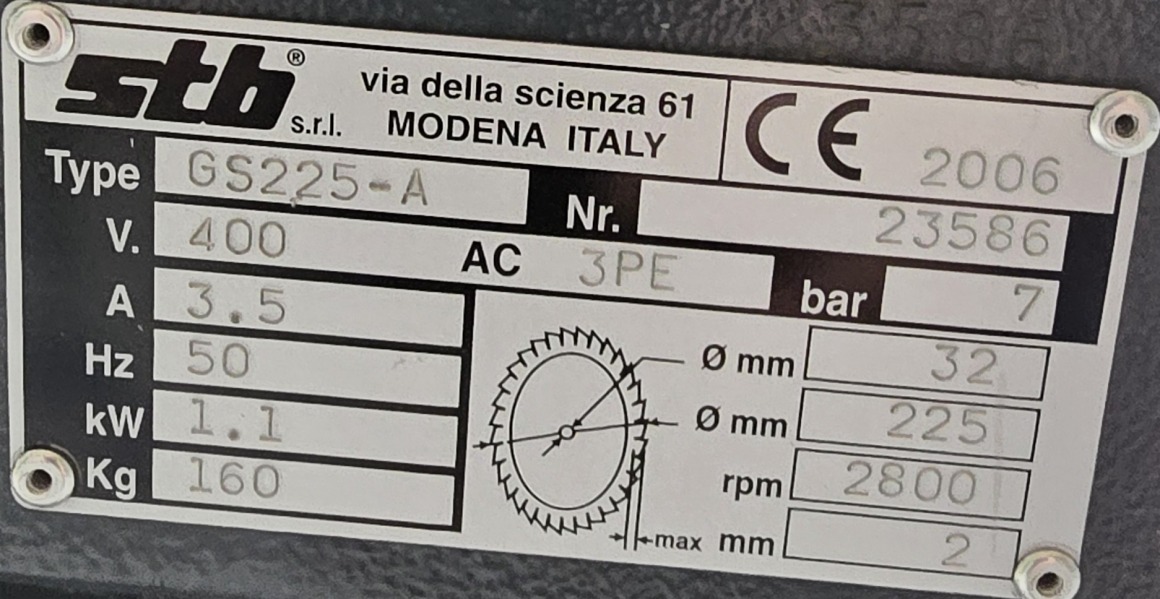 stb® s.r.l.
via della scienza 61
MODENA ITALY
CE 2006
Type GS225-A
Nr. 23586
V. 400 AC 3PE
bar 7
A 3.5
Hz 50
kW 1.1
Kg 160
Ø mm 32
Ø mm 225
rpm 2800
max mm 2